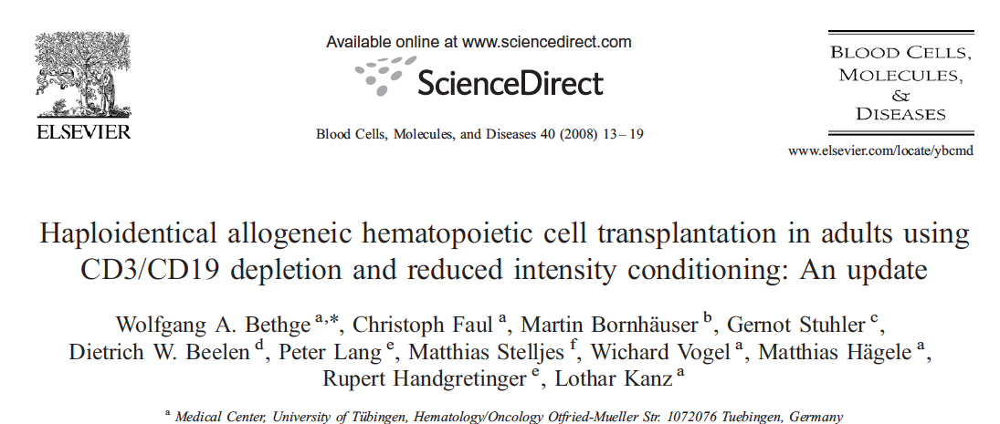 ELSEVIER
Available online at www.sciencedirect.com
ScienceDirect
Blood Cells, Molecules, and Diseases 40 (2008) 13–19
BLOOD CELLS,
MOLECULES,
&
DISEASES
www.elsevier.com/locate/ybcmd
Haploidentical allogeneic hematopoietic cell transplantation in adults using
CD3/CD19 depletion and reduced intensity conditioning: An update
Wolfgang A. Bethge a,*, Christoph Faul a, Martin Bornhäuser b, Gernot Stuhler c,
Dietrich W. Beelen d, Peter Lang e, Matthias Stelljes f, Wichard Vogel a, Matthias Hägele a,
Rupert Handgretinger e, Lothar Kanz a
a Medical Center, University of Tübingen, Hematology/Oncology Otfried-Mueller Str. 1072076 Tuebingen, Germany